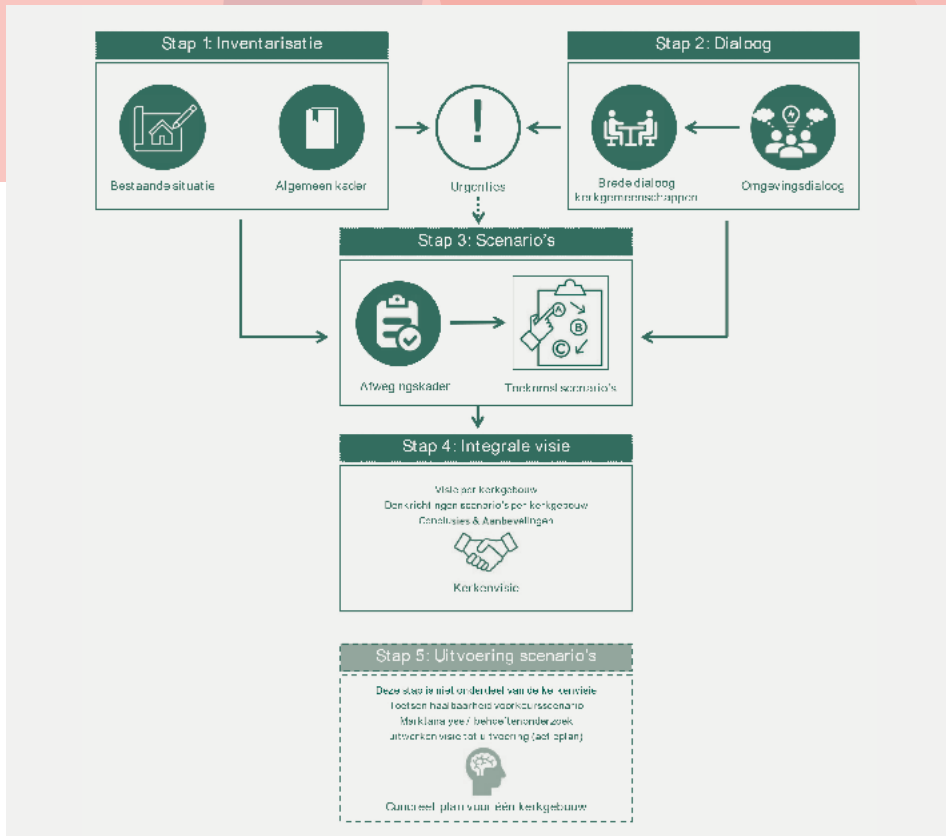 Stap 1: Inventarisatie
Bestaande situatie
Algemeen kader
Urgenties
Stap 2: Dialoog
Brede dialoog
kerkgemeenschappen
Omgevingsdialoog
Stap 3: Scenario's
Afwegingskader
Toekomst scenario's
A
B
C
Stap 4: Integrale visie
Visie per kerkgebouw
Denkrichtingen scenario's per kerkgebouw
Conclusies & Aanbevelingen
Kerkenvisie
Stap 5: Uitvoering scenario's
Deze stap is niet onderdeel van de kerkenvisie
Toetsen haalbaarheid voorkeursscenario
Marktanalyse / behoeftenonderzoek
uitwerken visie tot uitvoering (actieplan)
Concreet plan voor één kerkgebouw